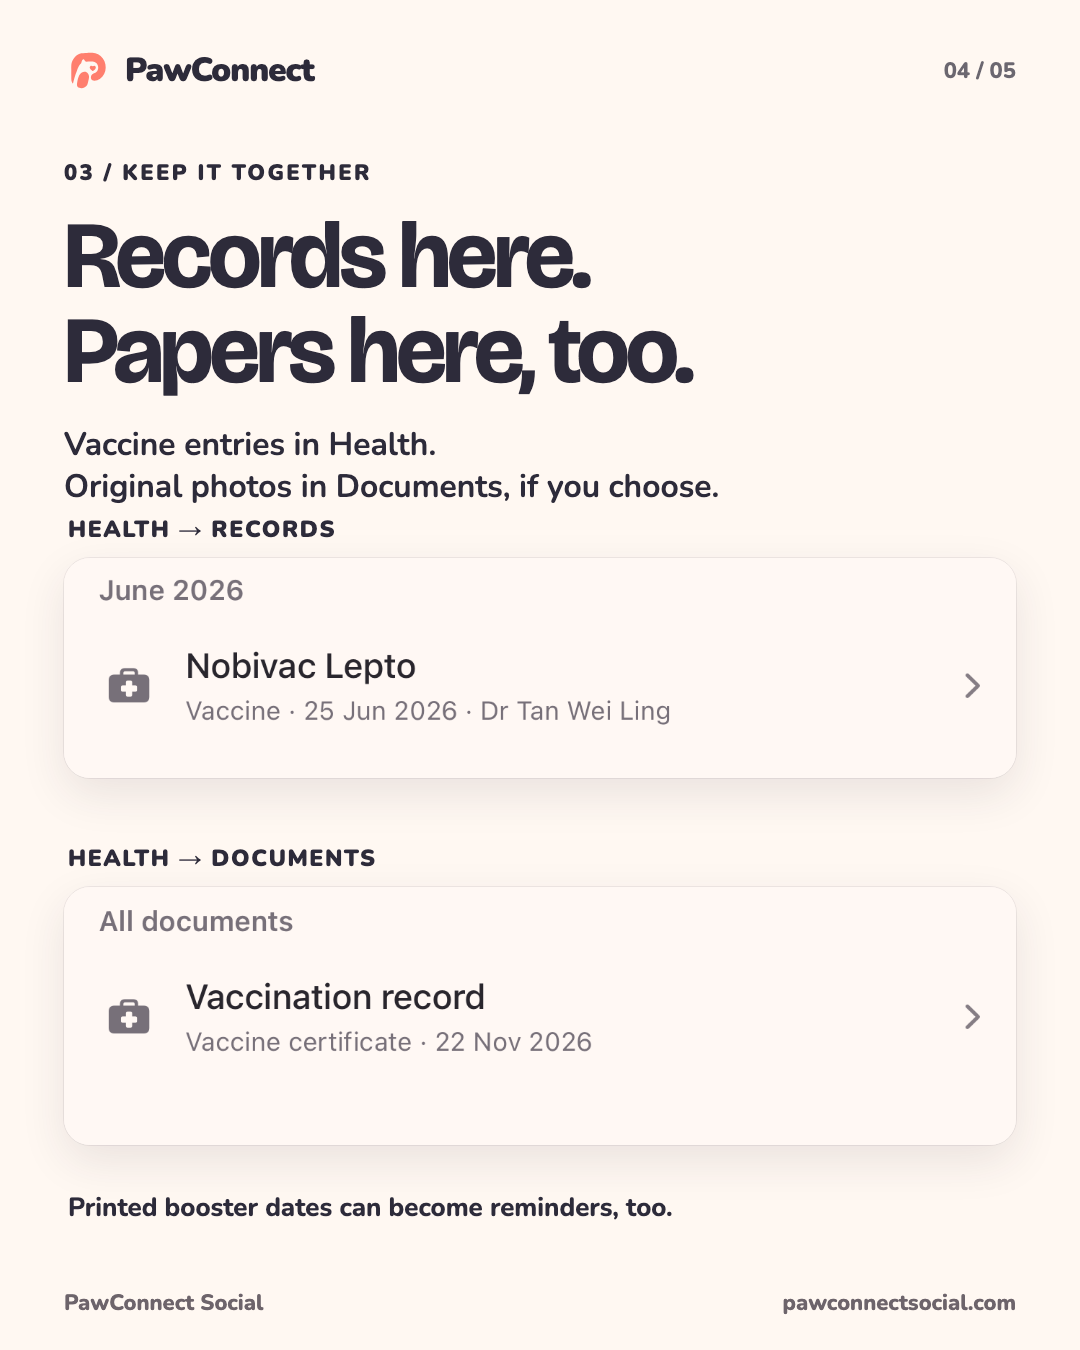 PawConnect
04 / 05
03 / KEEP IT TOGETHER
Records here.
Papers here, too.
Vaccine entries in Health.
Original photos in Documents, if you choose.
HEALTH → RECORDS
June 2026
Nobivac Lepto
Vaccine · 25 Jun 2026 · Dr Tan Wei Ling
HEALTH → DOCUMENTS
All documents
Vaccination record
Vaccine certificate · 22 Nov 2026
Printed booster dates can become reminders, too.
PawConnect Social
pawconnectsocial.com